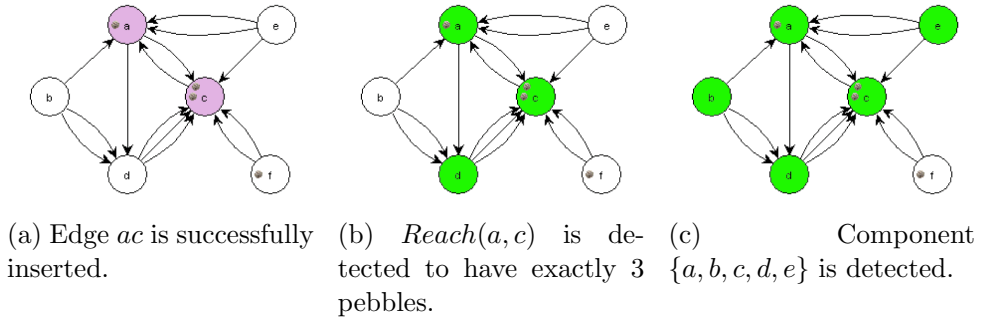 a
e
b
c
d
f
a
e
b
c
d
f
a
e
b
c
d
f
(a) Edge ac is successfully
inserted.
(b) Reach(a, c) is de-
tected to have exactly 3
pebbles.
(c) Component
{a, b, c, d, e} is detected.